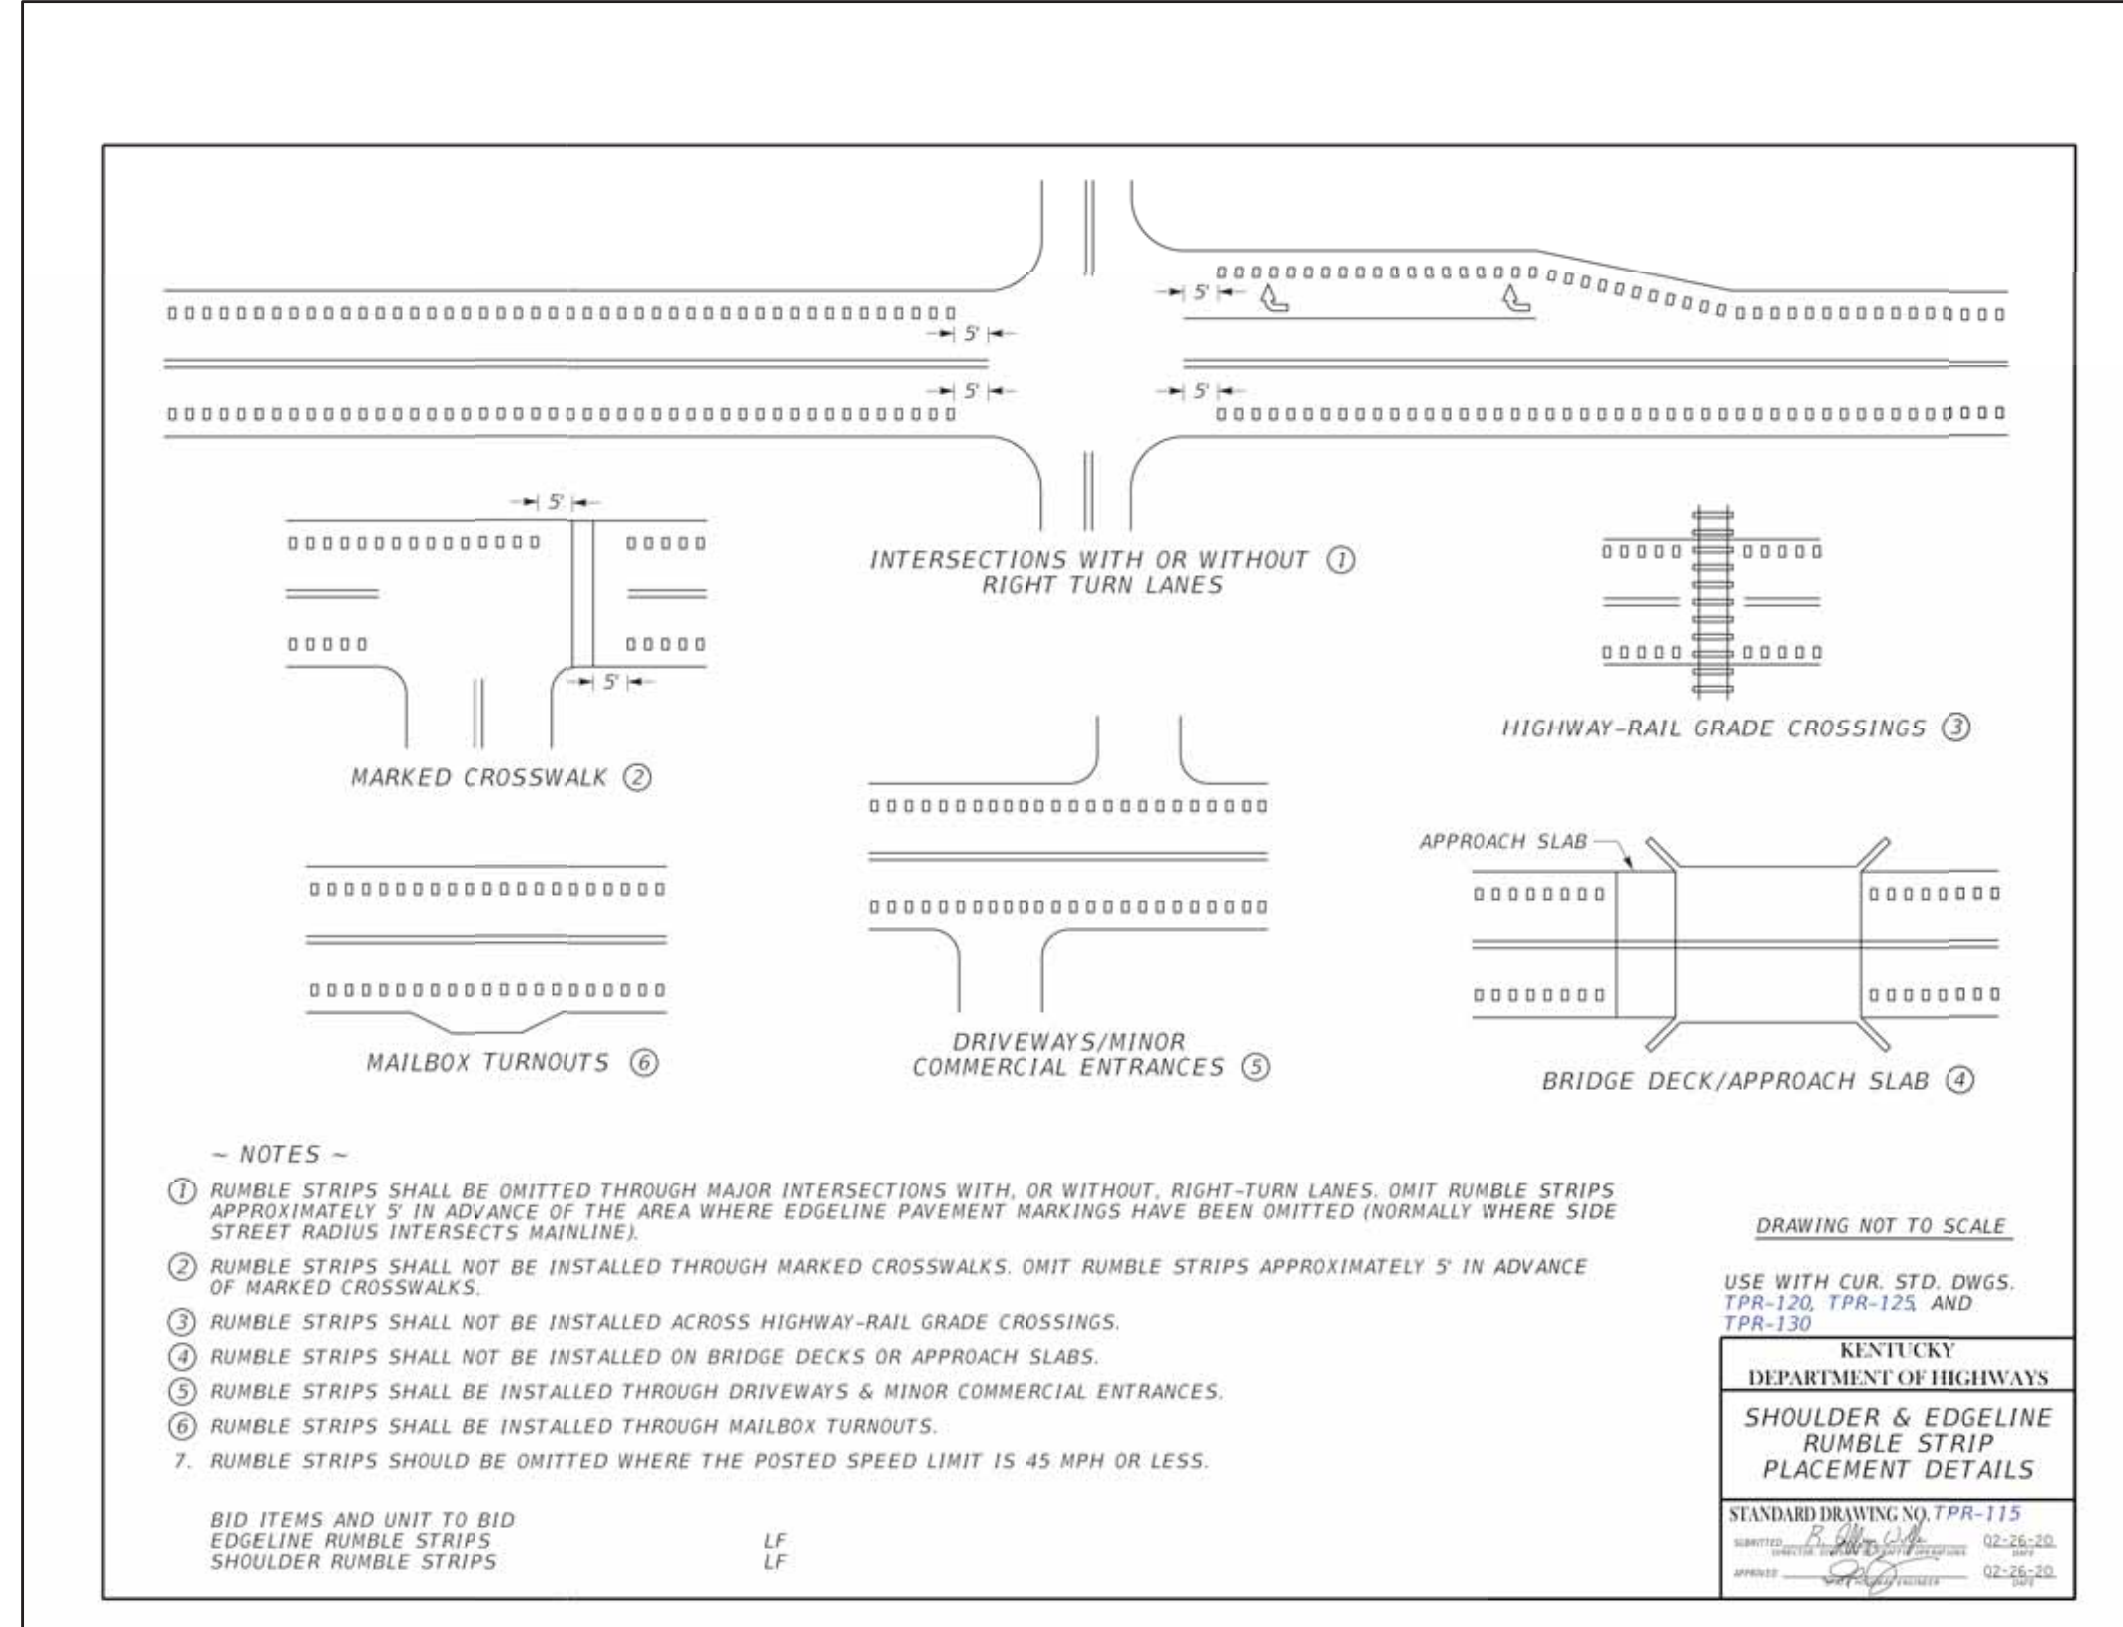 5'
5'
5'
5'
5'
INTERSECTIONS WITH OR WITHOUT ①
RIGHT TURN LANES
5'
MARKED CROSSWALK ②
HIGHWAY-RAIL GRADE CROSSINGS ③
APPROACH SLAB
MAILBOX TURNOUTS ⑥
DRIVEWAYS/MINOR
COMMERCIAL ENTRANCES ⑤
BRIDGE DECK/APPROACH SLAB ④
~ NOTES ~
① RUMBLE STRIPS SHALL BE OMITTED THROUGH MAJOR INTERSECTIONS WITH, OR WITHOUT, RIGHT-TURN LANES. OMIT RUMBLE STRIPS
APPROXIMATELY 5' IN ADVANCE OF THE AREA WHERE EDGELINE PAVEMENT MARKINGS HAVE BEEN OMITTED (NORMALLY WHERE SIDE
STREET RADIUS INTERSECTS MAINLINE).
② RUMBLE STRIPS SHALL NOT BE INSTALLED THROUGH MARKED CROSSWALKS. OMIT RUMBLE STRIPS APPROXIMATELY 5' IN ADVANCE
OF MARKED CROSSWALKS.
③ RUMBLE STRIPS SHALL NOT BE INSTALLED ACROSS HIGHWAY-RAIL GRADE CROSSINGS.
④ RUMBLE STRIPS SHALL NOT BE INSTALLED ON BRIDGE DECKS OR APPROACH SLABS.
⑤ RUMBLE STRIPS SHALL BE INSTALLED THROUGH DRIVEWAYS & MINOR COMMERCIAL ENTRANCES.
⑥ RUMBLE STRIPS SHALL BE INSTALLED THROUGH MAILBOX TURNOUTS.
7. RUMBLE STRIPS SHOULD BE OMITTED WHERE THE POSTED SPEED LIMIT IS 45 MPH OR LESS.
BID ITEMS AND UNIT TO BID
EDGELINE RUMBLE STRIPS LF
SHOULDER RUMBLE STRIPS LF
DRAWING NOT TO SCALE
USE WITH CUR. STD. DWGS.
TPR-120, TPR-125, AND
TPR-130
KENTUCKY
DEPARTMENT OF HIGHWAYS
SHOULDER & EDGELINE
RUMBLE STRIP
PLACEMENT DETAILS
STANDARD DRAWING NO. TPR-115
SUBMITTED 02-26-20
DATE
APPROVED 02-26-20
DATE